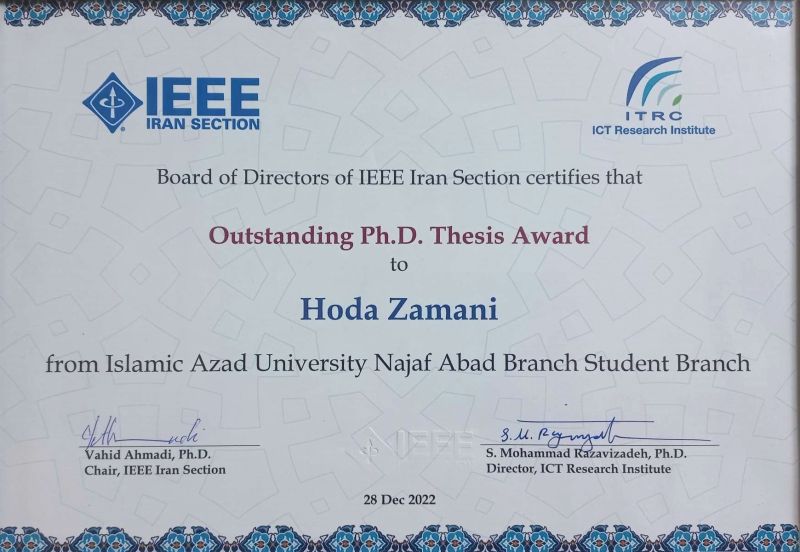 IEEE
IRAN SECTION
ITRC
ICT Research Institute
Board of Directors of IEEE Iran Section certifies that
Outstanding Ph.D. Thesis Award
to
Hoda Zamani
from Islamic Azad University Najaf Abad Branch Student Branch
Vahid Ahmadi, Ph.D.
Chair, IEEE Iran Section
IEEE
S. Mohammad Razavizadeh, Ph.D.
Director, ICT Research Institute
28 Dec 2022